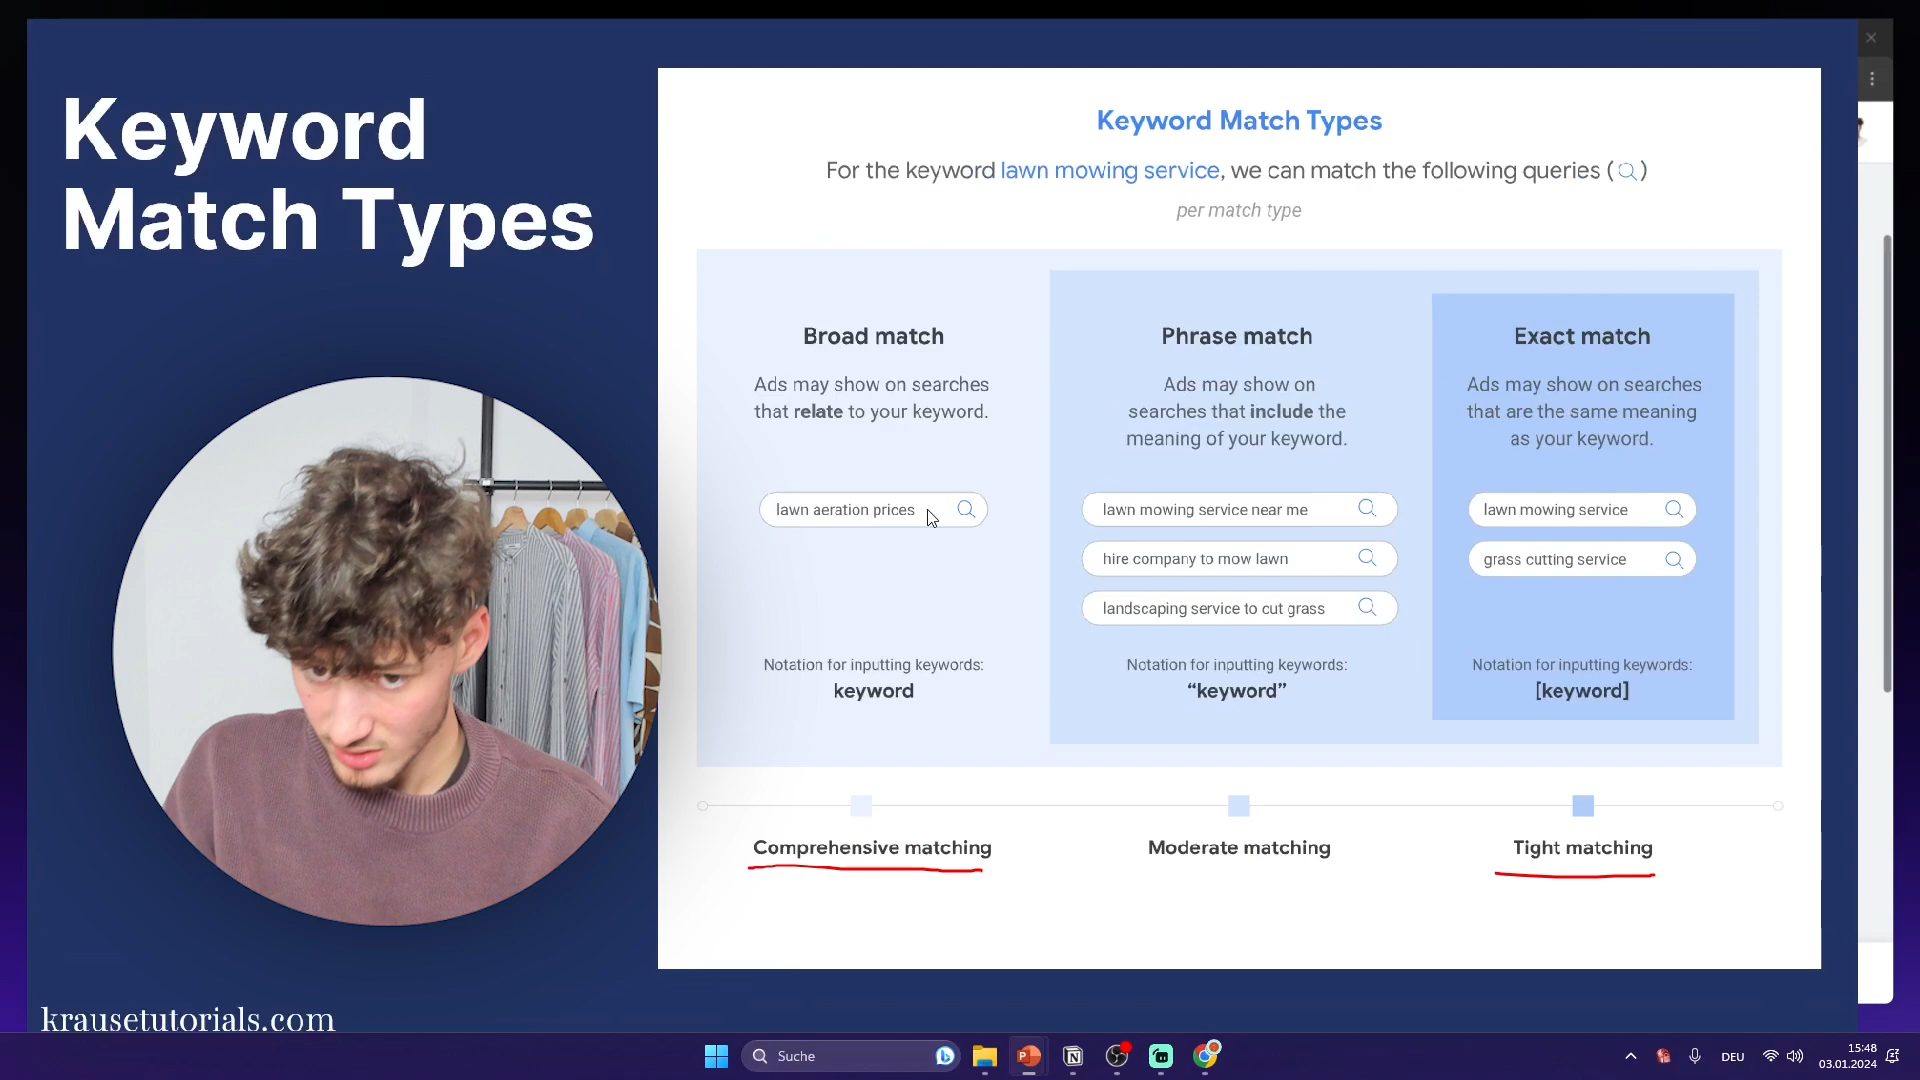 Keyword
Match Types
Keyword Match Types
For the keyword lawn mowing service, we can match the following queries ( )
per match type
Broad match
Ads may show on searches
that relate to your keyword.
lawn aeration prices
Notation for inputting keywords:
keyword
Phrase match
Ads may show on
searches that include the
meaning of your keyword.
lawn mowing service near me
hire company to mow lawn
landscaping service to cut grass
Notation for inputting keywords:
“keyword”
Exact match
Ads may show on searches
that are the same meaning
as your keyword.
lawn mowing service
grass cutting service
Notation for inputting keywords:
[keyword]
Comprehensive matching
Moderate matching
Tight matching
krausetutorials.com
Suche
DEU
15:48
03.01.2024